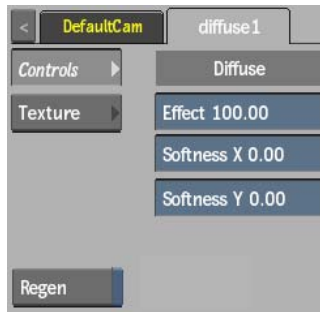 < DefaultCam diffuse1
Controls Diffuse
Texture Effect 100.00
Softness X 0.00
Softness Y 0.00
Regen